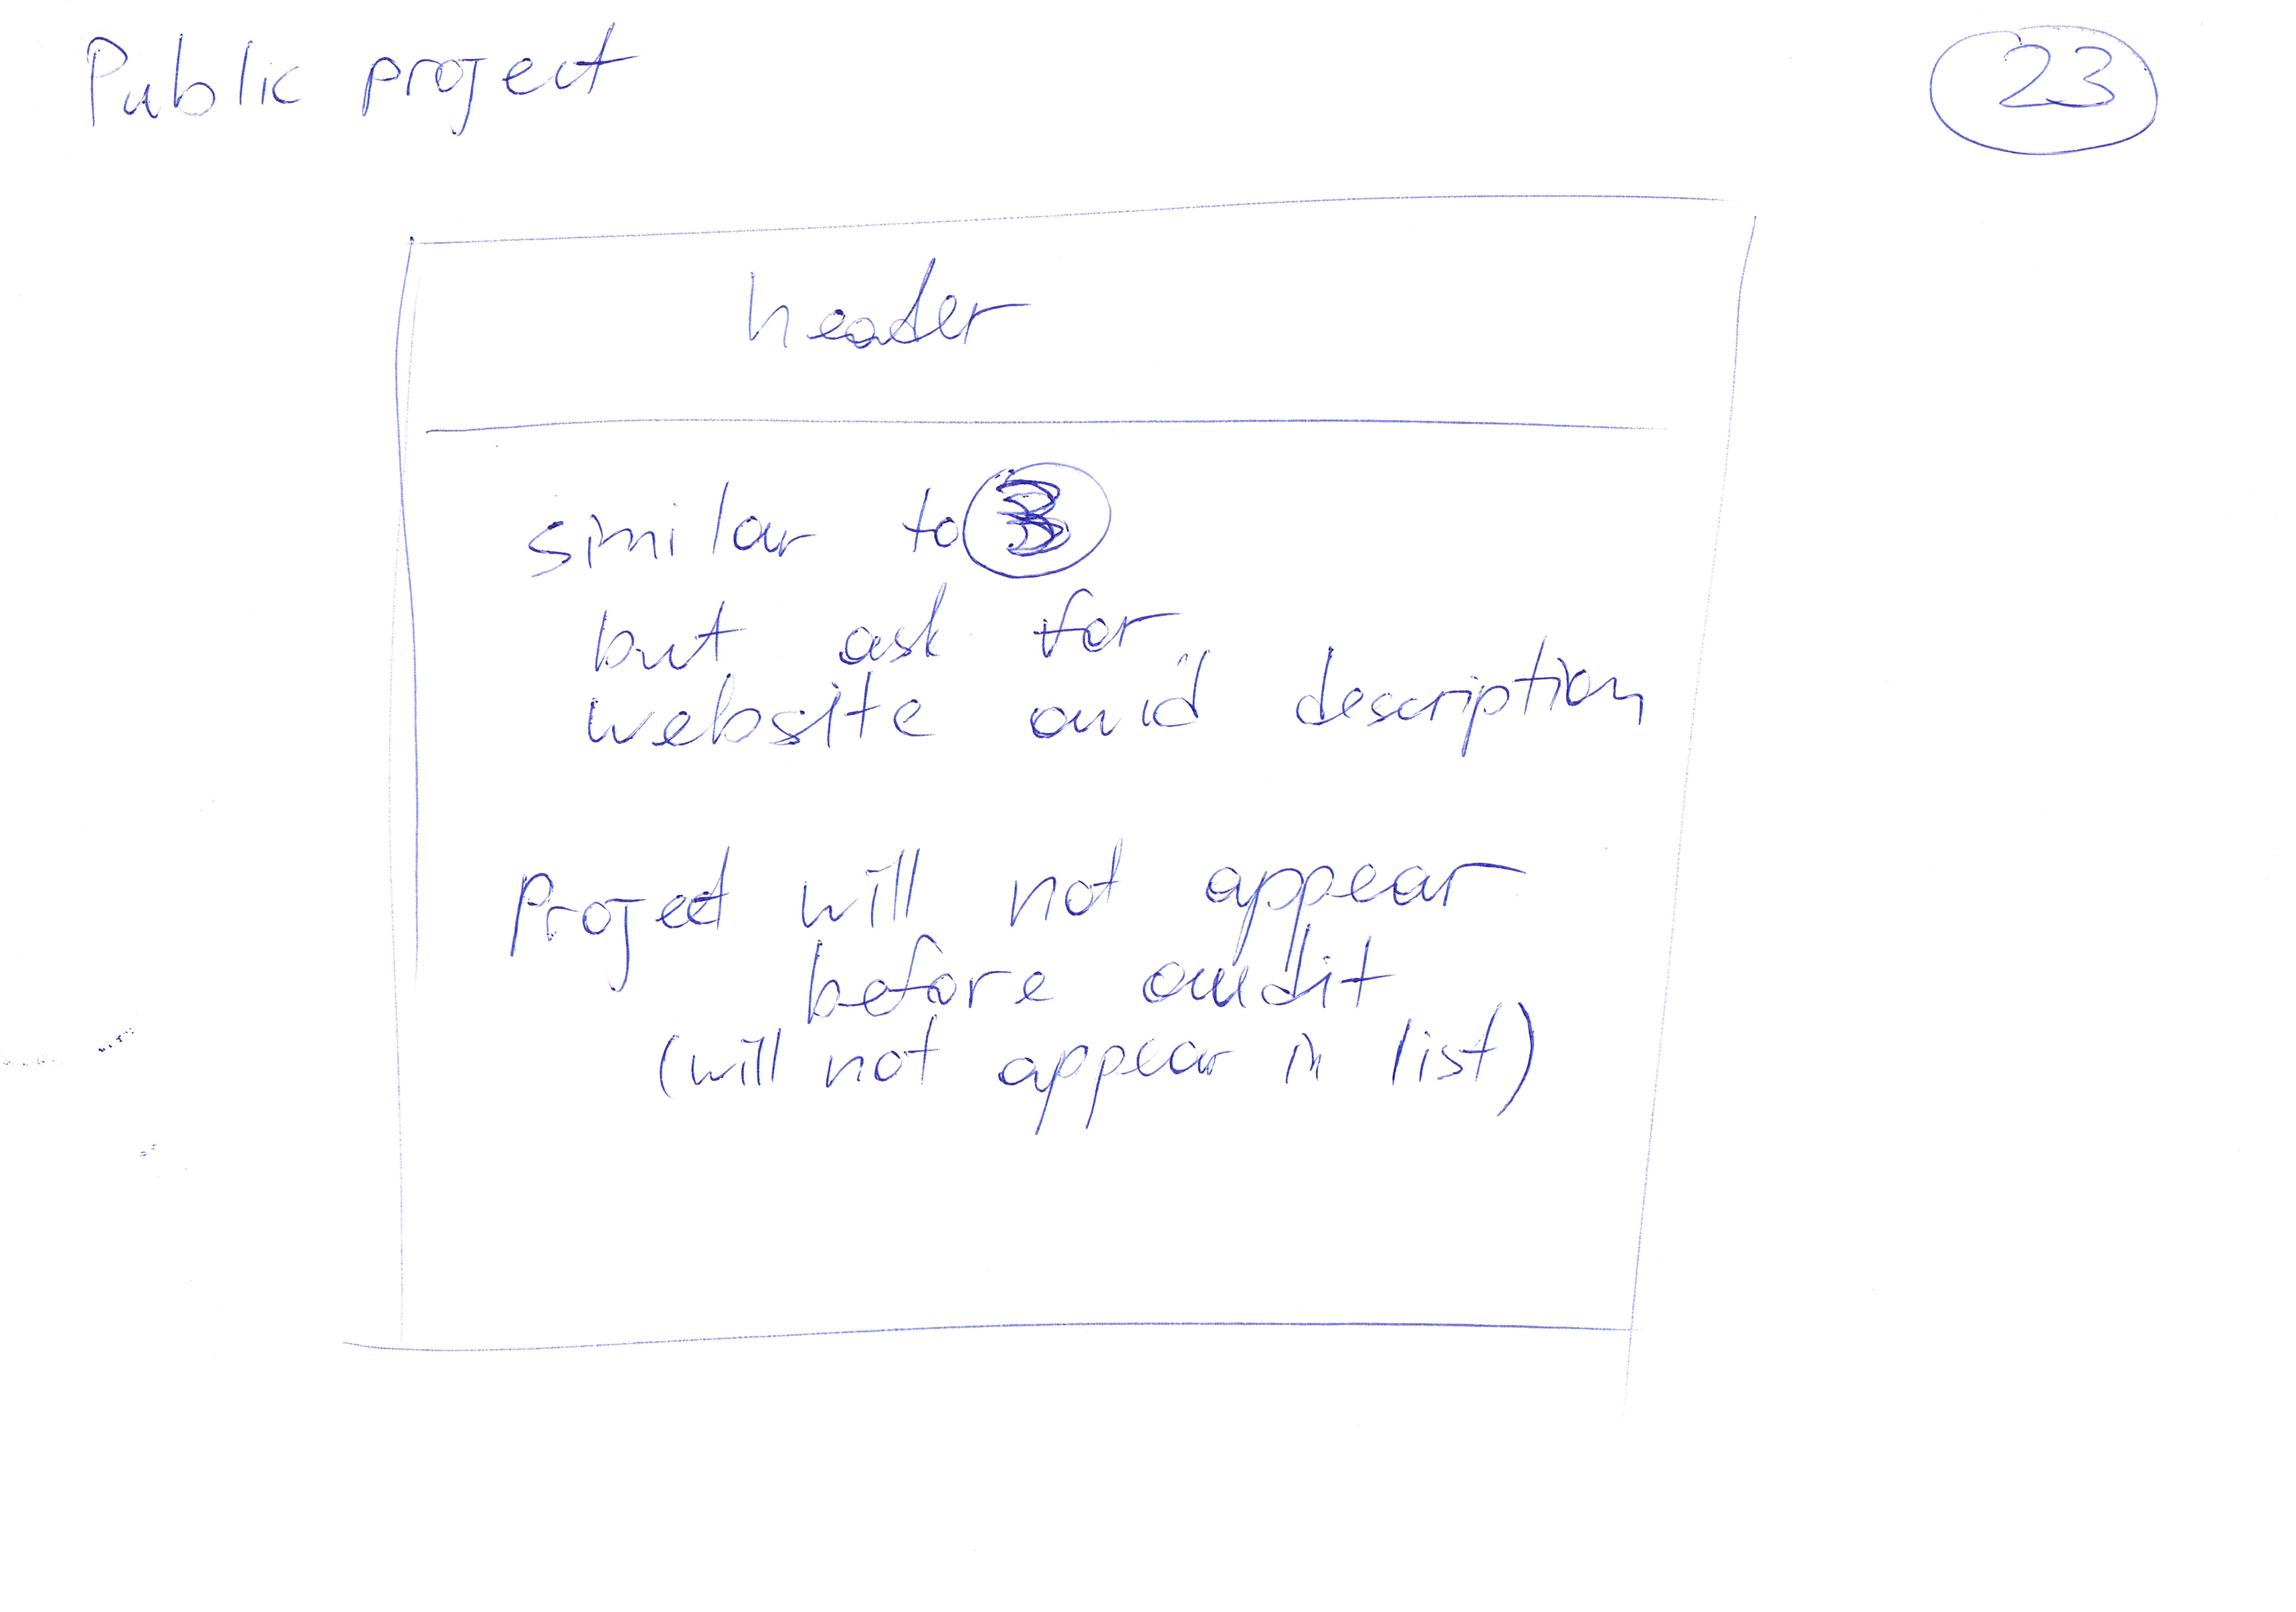 Public project
23
header
similar to
but ask for
website and description
Project will not appear
before audit
(will not appear in list)